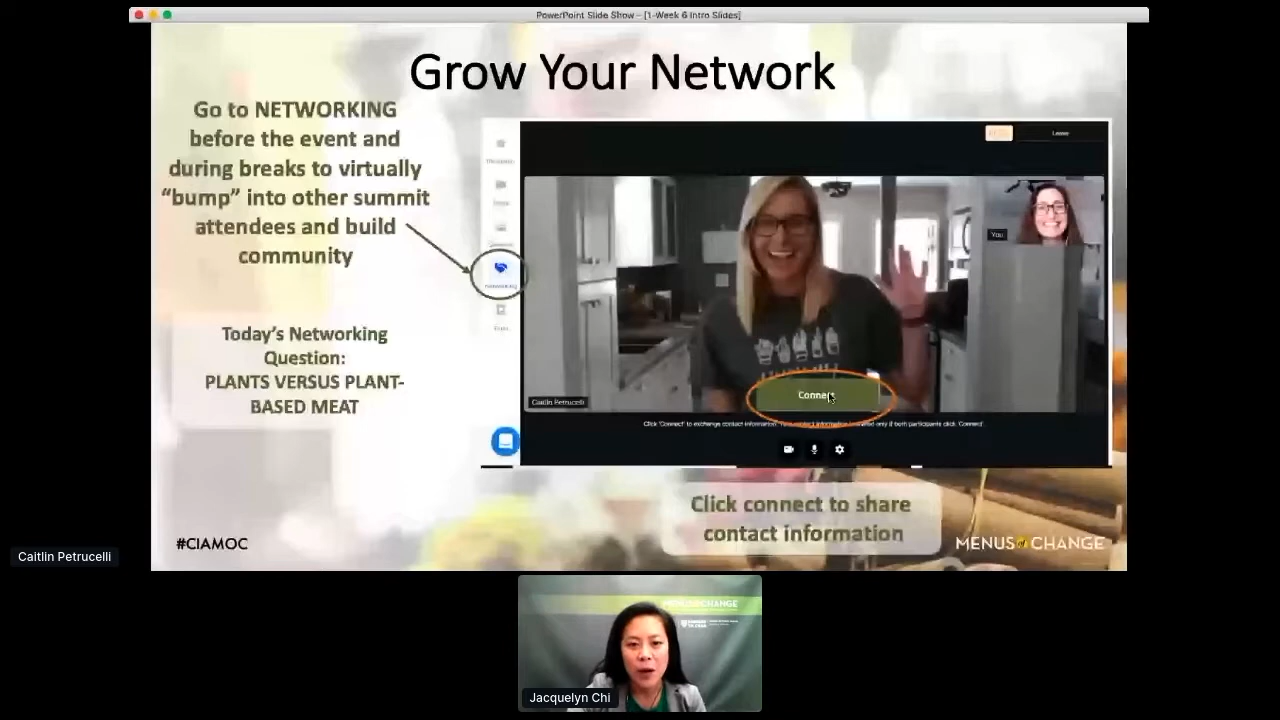 PowerPoint Slide Show - [1-Week 6 Intro Slides]
Grow Your Network
Go to NETWORKING
before the event and
during breaks to virtually
“bump” into other summit
attendees and build
community
Today’s Networking
Question:
PLANTS VERSUS PLANT-
BASED MEAT
Networking
Leave
You
Connect
Caitlin Petrucelli
Click 'Connect' to exchange contact information. Your contact information is shared only if both participants click 'Connect'.
Click connect to share
contact information
#CIAMOC
MENUS of CHANGE
Caitlin Petrucelli
Jacquelyn Chi